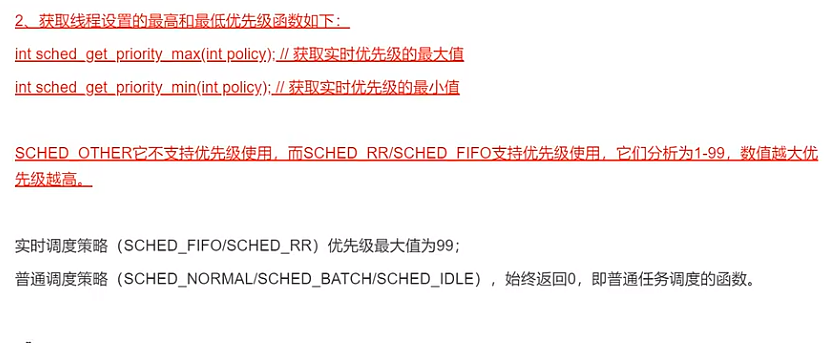 2、获取线程设置的最高和最低优先级函数如下：
int sched_get_priority_max(int policy); // 获取实时优先级的最大值
int sched_get_priority_min(int policy); // 获取实时优先级的最小值
SCHED_OTHER它不支持优先级使用，而SCHED_RR/SCHED_FIFO支持优先级使用，它们分析为1-99，数值越大优
先级越高。
实时调度策略（SCHED_FIFO/SCHED_RR）优先级最大值为99；
普通调度策略（SCHED_NORMAL/SCHED_BATCH/SCHED_IDLE），始终返回0，即普通任务调度的函数。